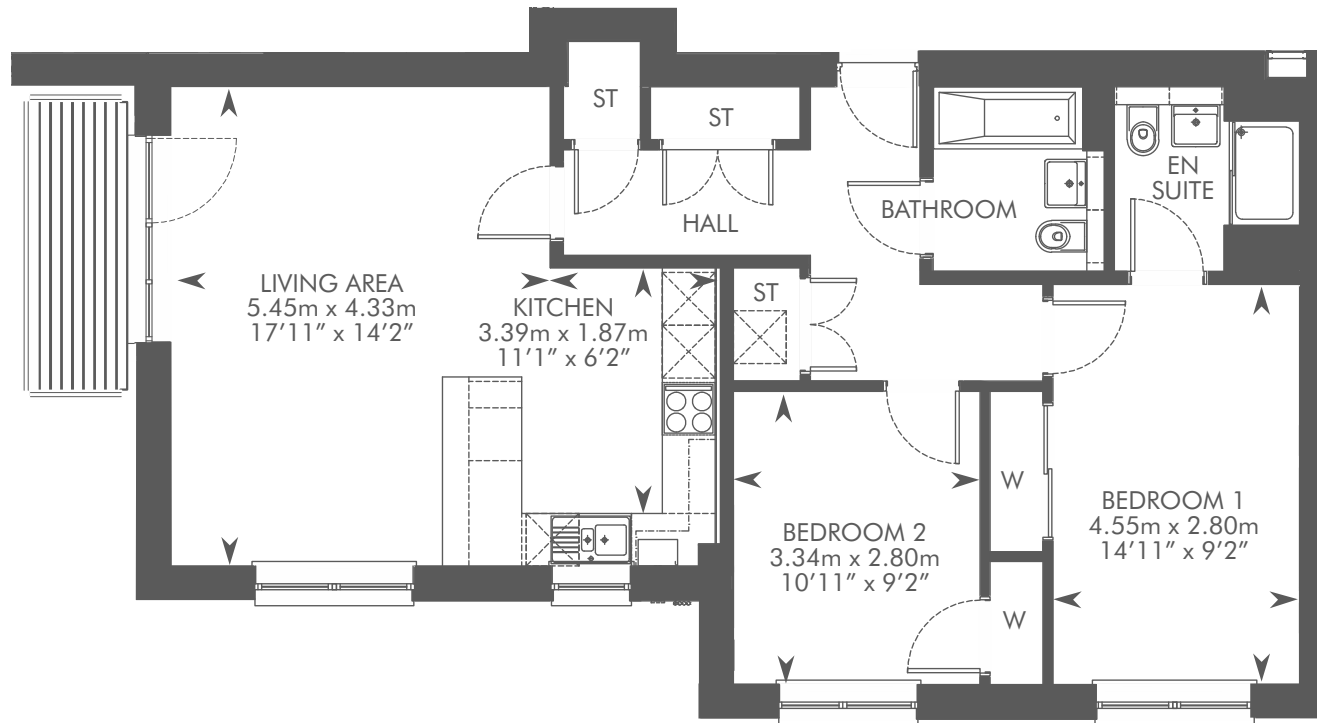 ST
ST
EN
SUITE
BATHROOM
HALL
LIVING AREA
5.45m x 4.33m
17’11” x 14’2”
KITCHEN
3.39m x 1.87m
11’1” x 6’2”
ST
W
BEDROOM 1
4.55m x 2.80m
14’11” x 9’2”
BEDROOM 2
3.34m x 2.80m
10’11” x 9’2”
W